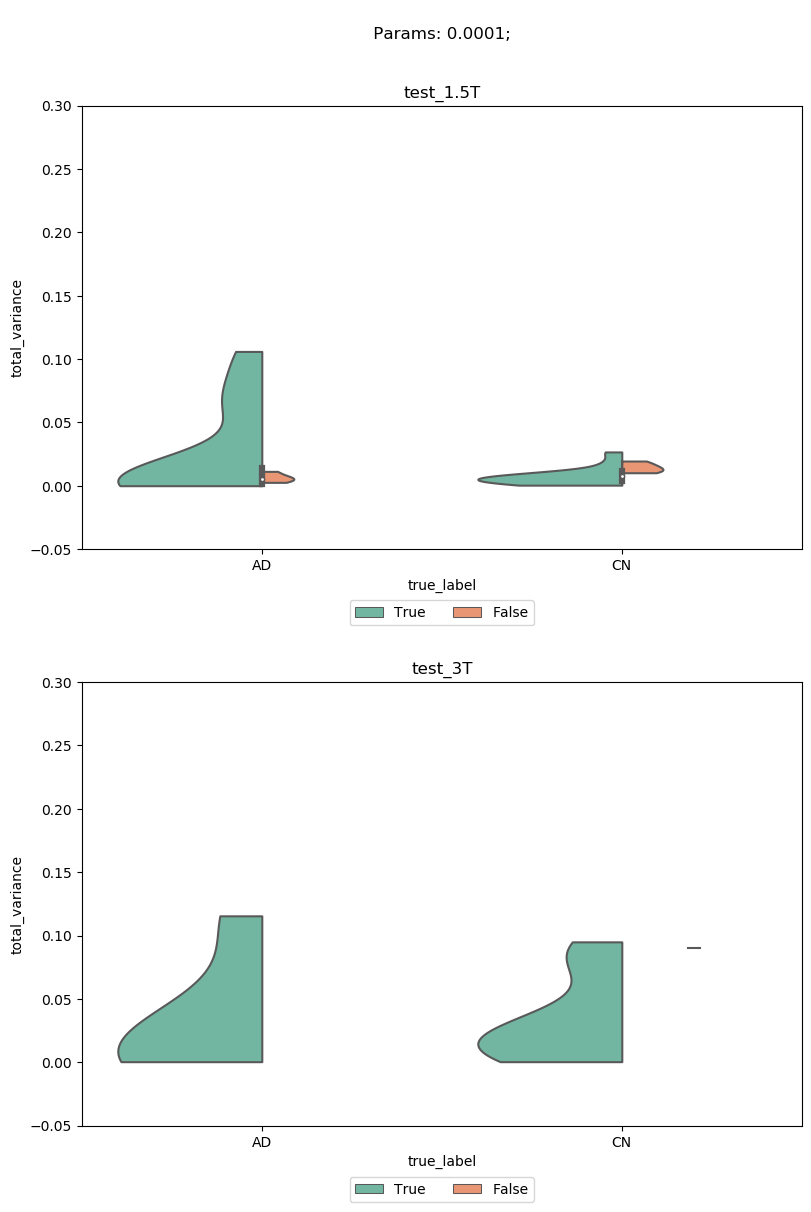 Params: 0.0001;
test_1.5T
0.30
0.25
0.20
0.15
0.10
0.05
0.00
−0.05
total_variance
AD CN
true_label
True False
test_3T
0.30
0.25
0.20
0.15
0.10
0.05
0.00
−0.05
total_variance
AD CN
true_label
True False